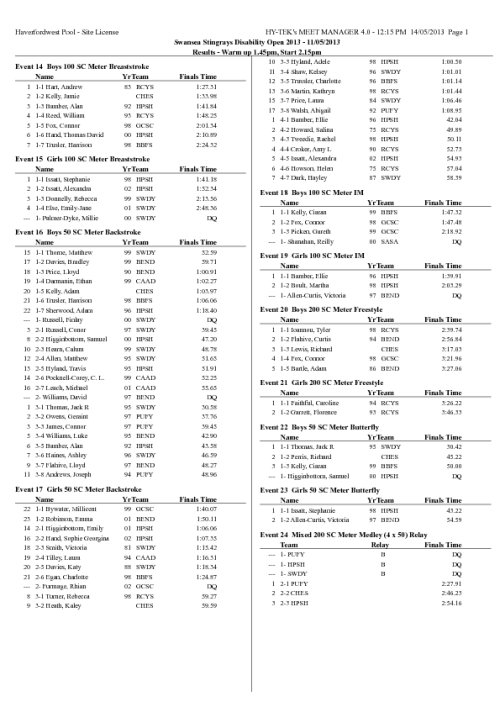 Haverfordwest Pool - Site License
HY-TEK's MEET MANAGER 4.0 - 12:15 PM 14/05/2013 Page 1
Swansea Stingrays Disability Open 2013 - 11/05/2013
Results - Warm up 1.45pm, Start 2.15pm
Event 14 Boys 100 SC Meter Breaststroke
Name Yr Team Finals Time
1 1-1 Hart, Andrew 83 RCYS 1:27.51
2 1-2 Kelly, Jamie CHES 1:33.98
3 1-3 Bamber, Alan 92 HPSH 1:41.84
4 1-4 Reed, William 95 RCYS 1:48.25
5 1-5 Fox, Connor 98 GCSC 2:01.54
6 1-6 Hand, Thomas David 00 HPSH 2:10.89
7 1-7 Trusler, Harrison 98 BBFS 2:24.32
Event 15 Girls 100 SC Meter Breaststroke
Name Yr Team Finals Time
1 1-1 Issatt, Stephanie 98 HPSH 1:41.18
2 1-2 Issatt, Alexandra 02 HPSH 1:52.54
3 1-3 Donnelly, Rebecca 99 SWDY 2:13.56
4 1-4 Else, Emily-Jane 01 SWDY 2:48.36
--- 1- Pulman-Dyke, Millie 00 SWDY DQ
Event 16 Boys 50 SC Meter Backstroke
Name Yr Team Finals Time
15 1-1 Thorne, Matthew 99 SWDY 52.59
17 1-2 Davies, Bradley 99 BEND 59.71
18 1-3 Price, Lloyd 90 BEND 1:00.91
19 1-4 Darmanin, Ethan 99 CAAD 1:02.27
20 1-5 Kelly, Adam CHES 1:05.97
21 1-6 Trusler, Harrison 98 BBFS 1:06.06
22 1-7 Sherwood, Adam 96 HPSH 1:18.40
--- 1- Russell, Finlay 00 SWDY DQ
5 2-1 Russell, Conor 97 SWDY 39.45
8 2-2 Higginbottom, Samuel 00 HPSH 47.20
10 2-3 Hearn, Calum 99 SWDY 48.78
12 2-4 Allen, Matthew 95 SWDY 51.65
13 2-5 Hyland, Travis 95 HPSH 51.91
14 2-6 Pocknell-Corey, C. L. 99 CAAD 52.25
16 2-7 Leach, Michael 01 CAAD 55.65
--- 2- Williams, David 97 BEND DQ
1 3-1 Thomas, Jack R 95 SWDY 30.58
2 3-2 Owens, Geraint 97 PUFY 37.76
3 3-3 James, Connor 97 PUFY 39.45
5 3-4 Williams, Luke 93 BEND 42.90
6 3-5 Bamber, Alan 92 HPSH 43.58
7 3-6 Haines, Ashley 96 SWDY 46.59
9 3-7 Flahive, Lloyd 97 BEND 48.27
11 3-8 Andrews, Joseph 94 PUFY 48.96
Event 17 Girls 50 SC Meter Backstroke
Name Yr Team Finals Time
22 1-1 Bywater, Millicent 99 GCSC 1:40.07
23 1-2 Robinson, Emma 01 BEND 1:50.11
14 2-1 Higginbottom, Emily 01 HPSH 1:06.06
16 2-2 Hand, Sophie Georgina 02 HPSH 1:07.55
18 2-3 Smith, Victoria 81 SWDY 1:13.42
19 2-4 Tilley, Laura 94 CAAD 1:16.31
20 2-5 Davies, Katy 88 SWDY 1:18.34
21 2-6 Egan, Charlotte 98 BBFS 1:24.87
--- 2- Furmage, Rhian 02 GCSC DQ
8 3-1 Turner, Rebecca 98 RCYS 59.27
9 3-2 Heath, Kaley CHES 59.59
10 3-3 Hyland, Adele 98 HPSH 1:00.50
11 3-4 Shaw, Kelsey 96 SWDY 1:01.01
12 3-5 Trusler, Charlotte 96 BBFS 1:01.14
13 3-6 Martin, Kathryn 98 RCYS 1:01.44
15 3-7 Price, Laura 84 SWDY 1:06.46
17 3-8 Walsh, Abigail 92 PUFY 1:08.95
1 4-1 Bamber, Ellie 96 HPSH 42.04
2 4-2 Howard, Salina 75 RCYS 49.89
3 4-3 Tweedie, Rachel 98 HPSH 50.11
4 4-4 Croker, Amy L 90 RCYS 52.73
5 4-5 Issatt, Alexandra 02 HPSH 54.93
6 4-6 Howson, Helen 75 RCYS 57.04
7 4-7 Dark, Hayley 87 SWDY 58.39
Event 18 Boys 100 SC Meter IM
Name Yr Team Finals Time
1 1-1 Kelly, Ciaran 99 BBFS 1:47.32
2 1-2 Fox, Connor 98 GCSC 1:47.48
3 1-3 Picken, Gareth 99 GCSC 2:18.92
--- 1- Shanahan, Reilly 00 SASA DQ
Event 19 Girls 100 SC Meter IM
Name Yr Team Finals Time
1 1-1 Bamber, Ellie 96 HPSH 1:39.91
2 1-2 Boult, Martha 98 HPSH 2:03.29
--- 1- Allen-Curtis, Victoria 97 BEND DQ
Event 20 Boys 200 SC Meter Freestyle
Name Yr Team Finals Time
1 1-1 Ioannou, Tyler 98 RCYS 2:39.74
2 1-2 Flahive, Curtis 94 BEND 2:56.84
3 1-3 Lewis, Richard CHES 3:17.03
4 1-4 Fox, Connor 98 GCSC 3:21.96
5 1-5 Battle, Adam 86 BEND 3:27.06
Event 21 Girls 200 SC Meter Freestyle
Name Yr Team Finals Time
1 1-1 Faithful, Caroline 94 RCYS 3:26.22
2 1-2 Garrett, Florence 93 RCYS 3:46.33
Event 22 Boys 50 SC Meter Butterfly
Name Yr Team Finals Time
1 1-1 Thomas, Jack R 95 SWDY 30.42
2 1-2 Perris, Richard CHES 43.22
3 1-3 Kelly, Ciaran 99 BBFS 50.00
--- 1- Higginbottom, Samuel 00 HPSH DQ
Event 23 Girls 50 SC Meter Butterfly
Name Yr Team Finals Time
1 1-1 Issatt, Stephanie 98 HPSH 43.22
2 1-2 Allen-Curtis, Victoria 97 BEND 54.59
Event 24 Mixed 200 SC Meter Medley (4 x 50) Relay
Team Relay Finals Time
--- 1- PUFY B DQ
--- 1- HPSH B DQ
--- 1- SWDY B DQ
1 2-1 PUFY 2:27.91
2 2-2 CHES 2:46.23
3 2-3 HPSH 2:54.16